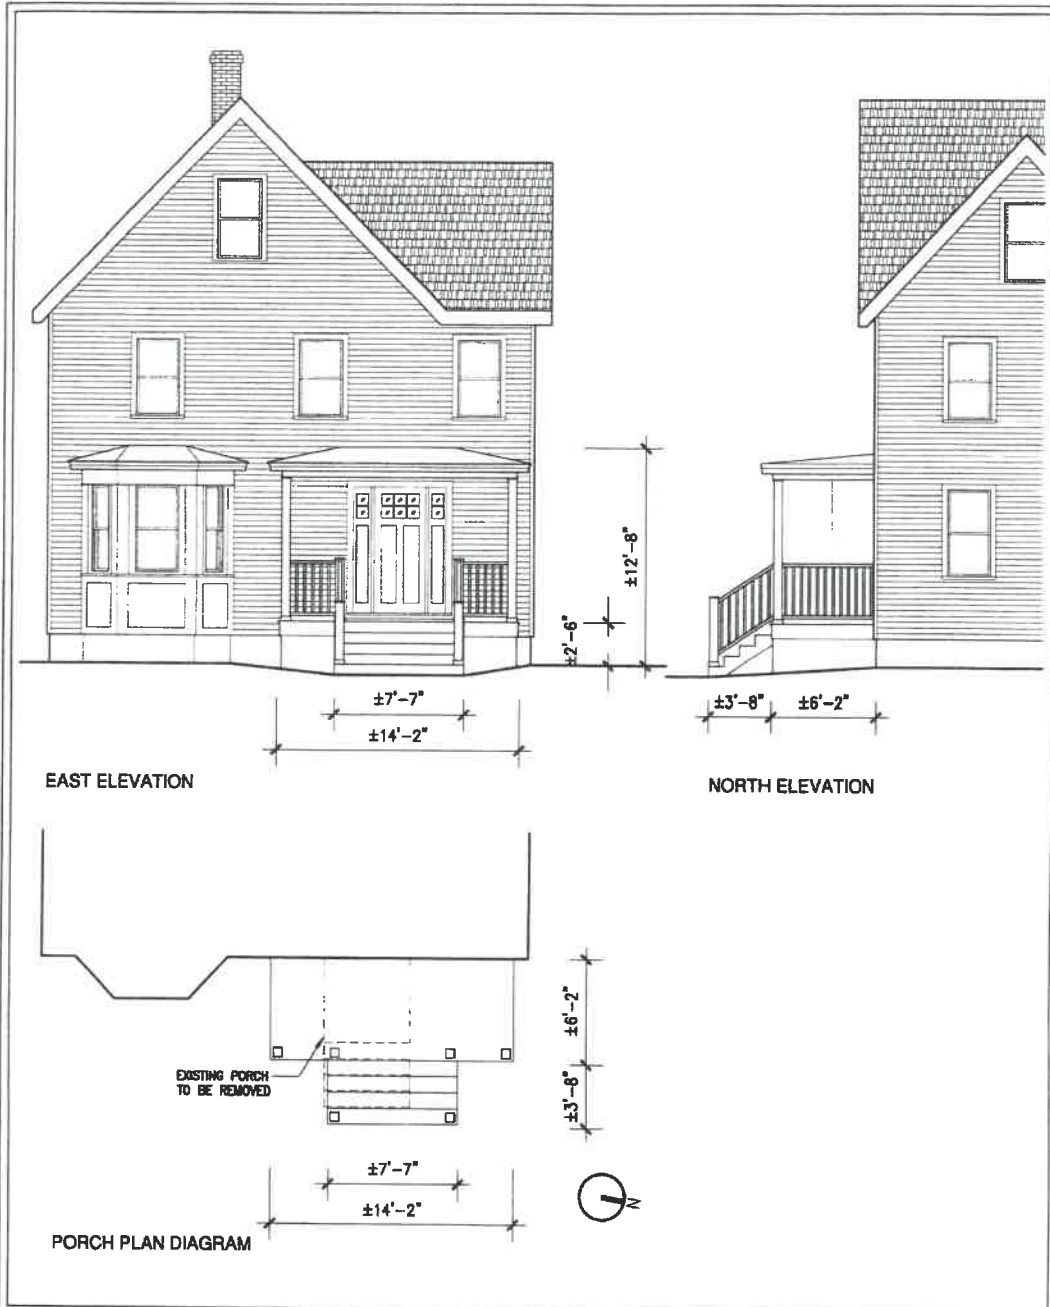 ±12'-8"
±2'-6"
±7'-7"
±14'-2"
±3'-8"
±6'-2"
EAST ELEVATION
NORTH ELEVATION
EXISTING PORCH
TO BE REMOVED
±6'-2"
±3'-8"
±7'-7"
±14'-2"
N
PORCH PLAN DIAGRAM